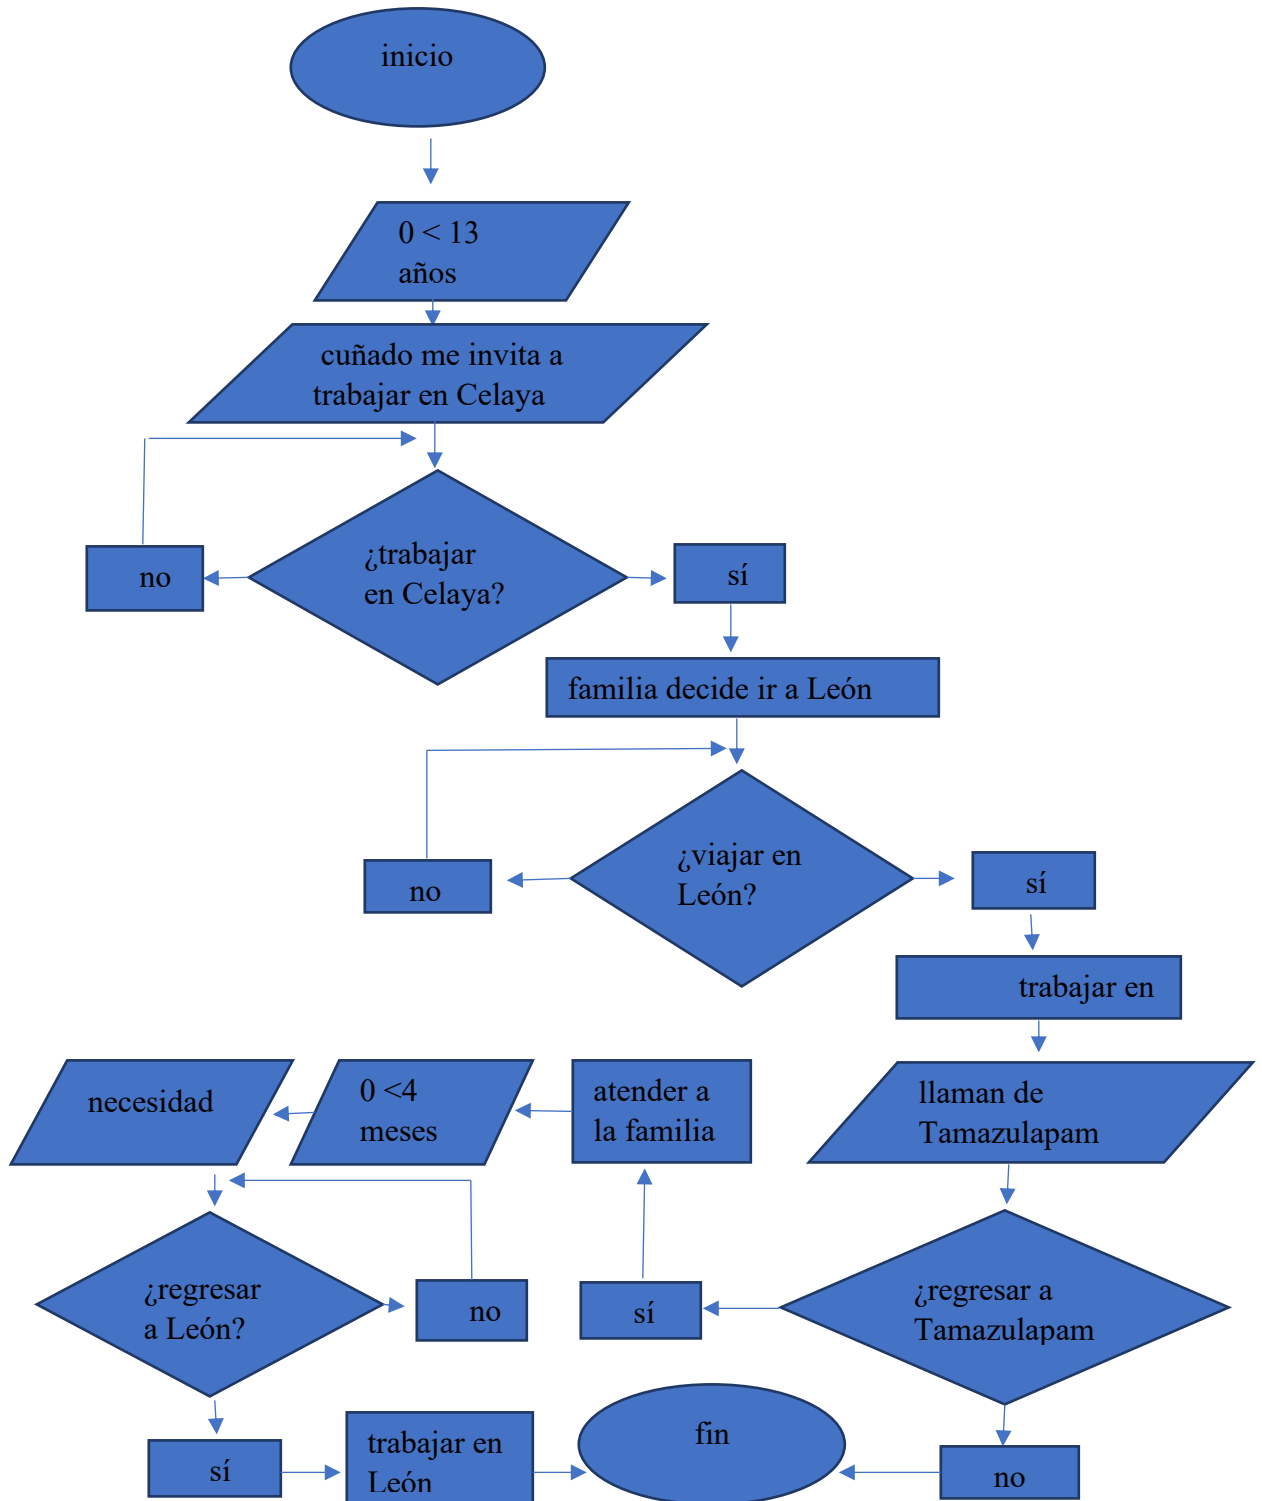 inicio
0 < 13
años
cuñado me invita a
trabajar en Celaya
¿trabajar
en Celaya?
no
sí
familia decide ir a León
¿viajar en
León?
no
sí
trabajar en
llaman de
Tamazulapam
¿regresar a
Tamazulapam
sí
atender a
la familia
0 <4
meses
necesidad
¿regresar
a León?
no
sí
trabajar en
León
fin
no